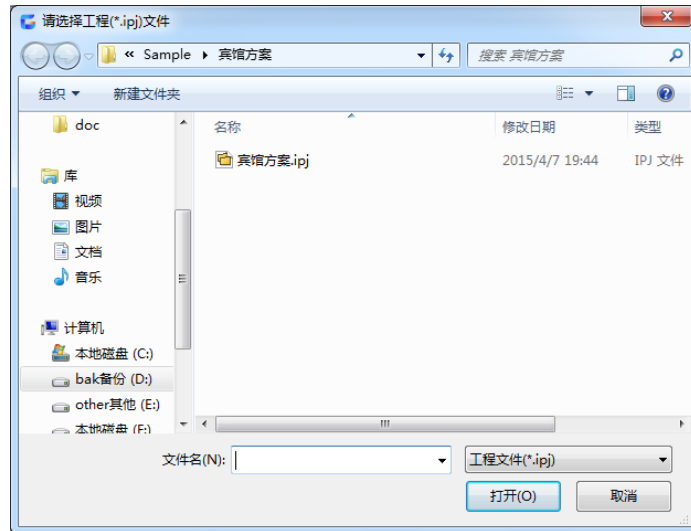 请选择工程(*.ipj)文件
« Sample ▸ 宾馆方案
搜索 宾馆方案
组织 新建文件夹
doc
名称 修改日期 类型
宾馆方案.ipj 2015/4/7 19:44 IPJ 文件
库
视频
图片
文档
音乐
计算机
本地磁盘 (C:)
bak备份 (D:)
other其他 (E:)
本地磁盘 (F:)
文件名(N): 工程文件(*.ipj)
打开(O) 取消